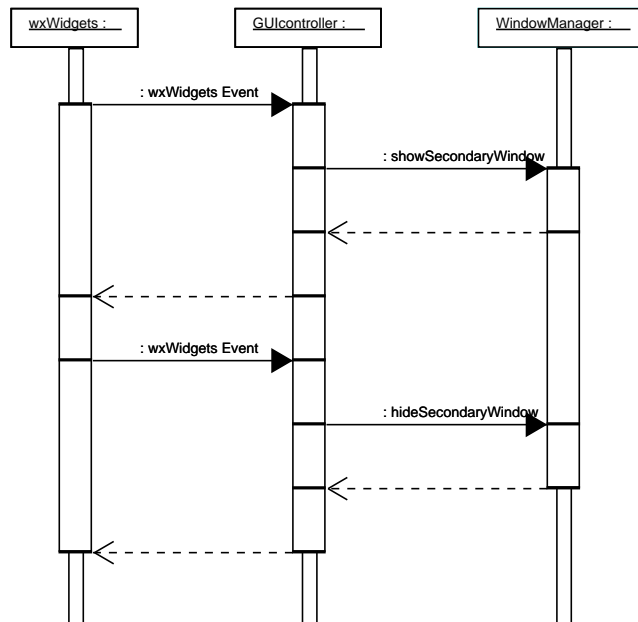 wxWidgets :
GUIcontroller :
WindowManager :
: wxWidgets Event
: showSecondaryWindow
: wxWidgets Event
: hideSecondaryWindow